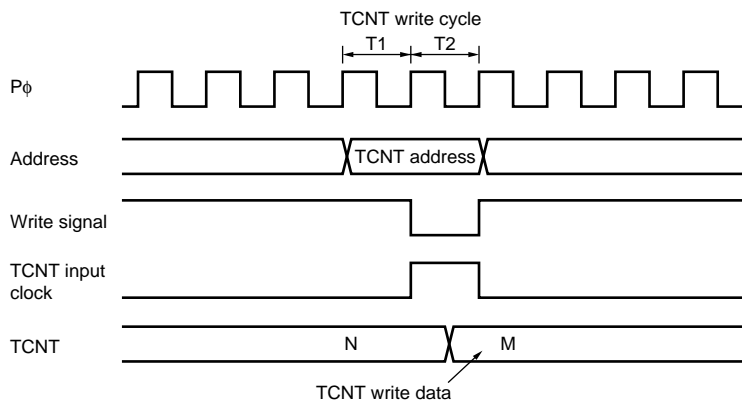 TCNT write cycle
T1 T2
Pϕ
Address
TCNT address
Write signal
TCNT input
clock
TCNT
N
M
TCNT write data